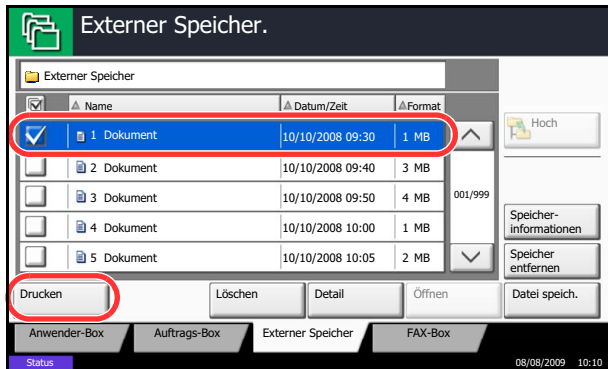 Externer Speicher.
Externer Speicher
Name Datum/Zeit Format
1 Dokument 10/10/2008 09:30 1 MB
2 Dokument 10/10/2008 09:40 3 MB
3 Dokument 10/10/2008 09:50 4 MB
4 Dokument 10/10/2008 10:00 1 MB
5 Dokument 10/10/2008 10:05 2 MB
001/999
Hoch
Speicher-
informationen
Speicher
entfernen
Drucken Löschen Detail Öffnen Datei speich.
Anwender-Box Auftrags-Box Externer Speicher FAX-Box
Status 08/08/2009 10:10